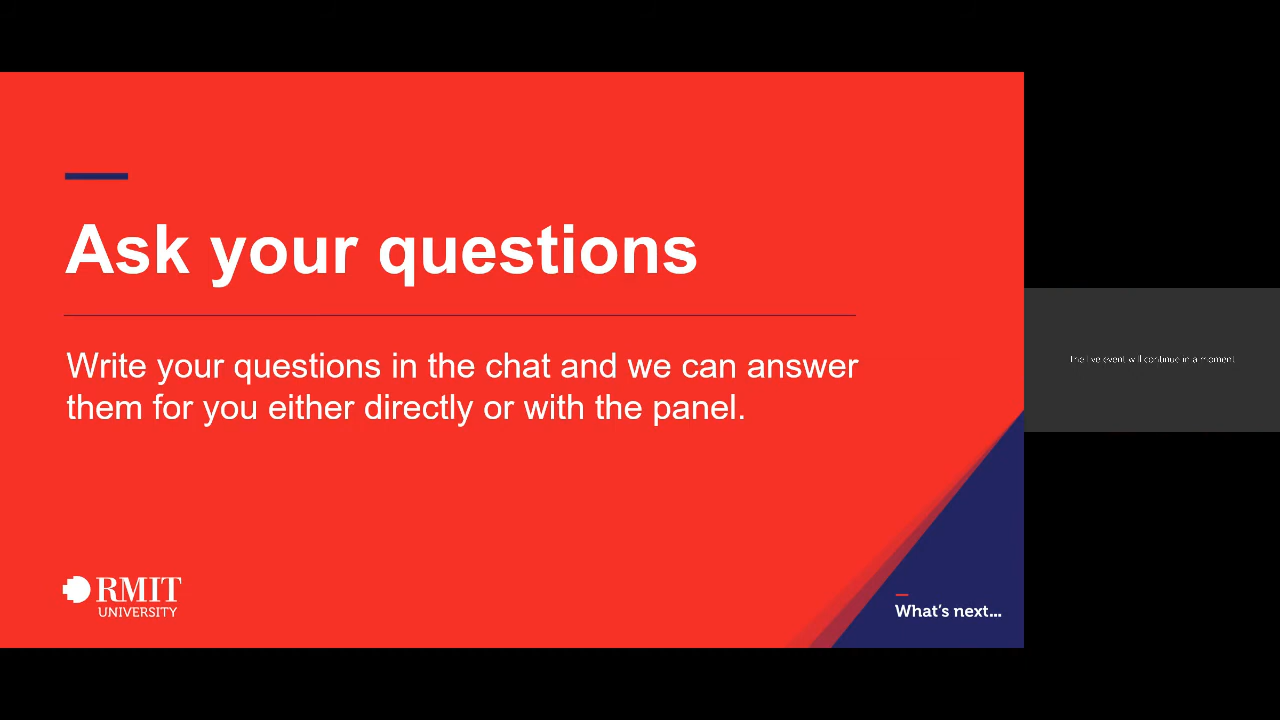 Ask your questions
Write your questions in the chat and we can answer
them for you either directly or with the panel.
The live event will continue in a moment
RMIT
UNIVERSITY
What's next...